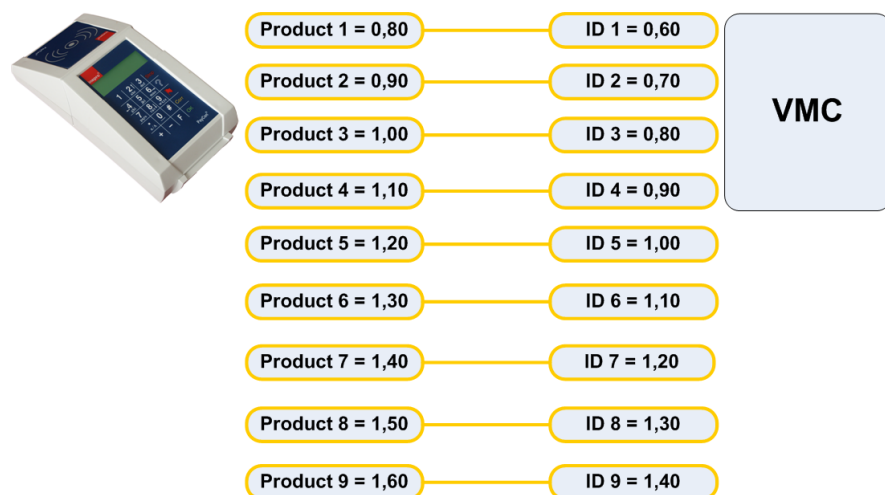 Product 1 = 0,80
ID 1 = 0,60
Product 2 = 0,90
ID 2 = 0,70
Product 3 = 1,00
ID 3 = 0,80
Product 4 = 1,10
ID 4 = 0,90
Product 5 = 1,20
ID 5 = 1,00
Product 6 = 1,30
ID 6 = 1,10
Product 7 = 1,40
ID 7 = 1,20
Product 8 = 1,50
ID 8 = 1,30
Product 9 = 1,60
ID 9 = 1,40
VMC